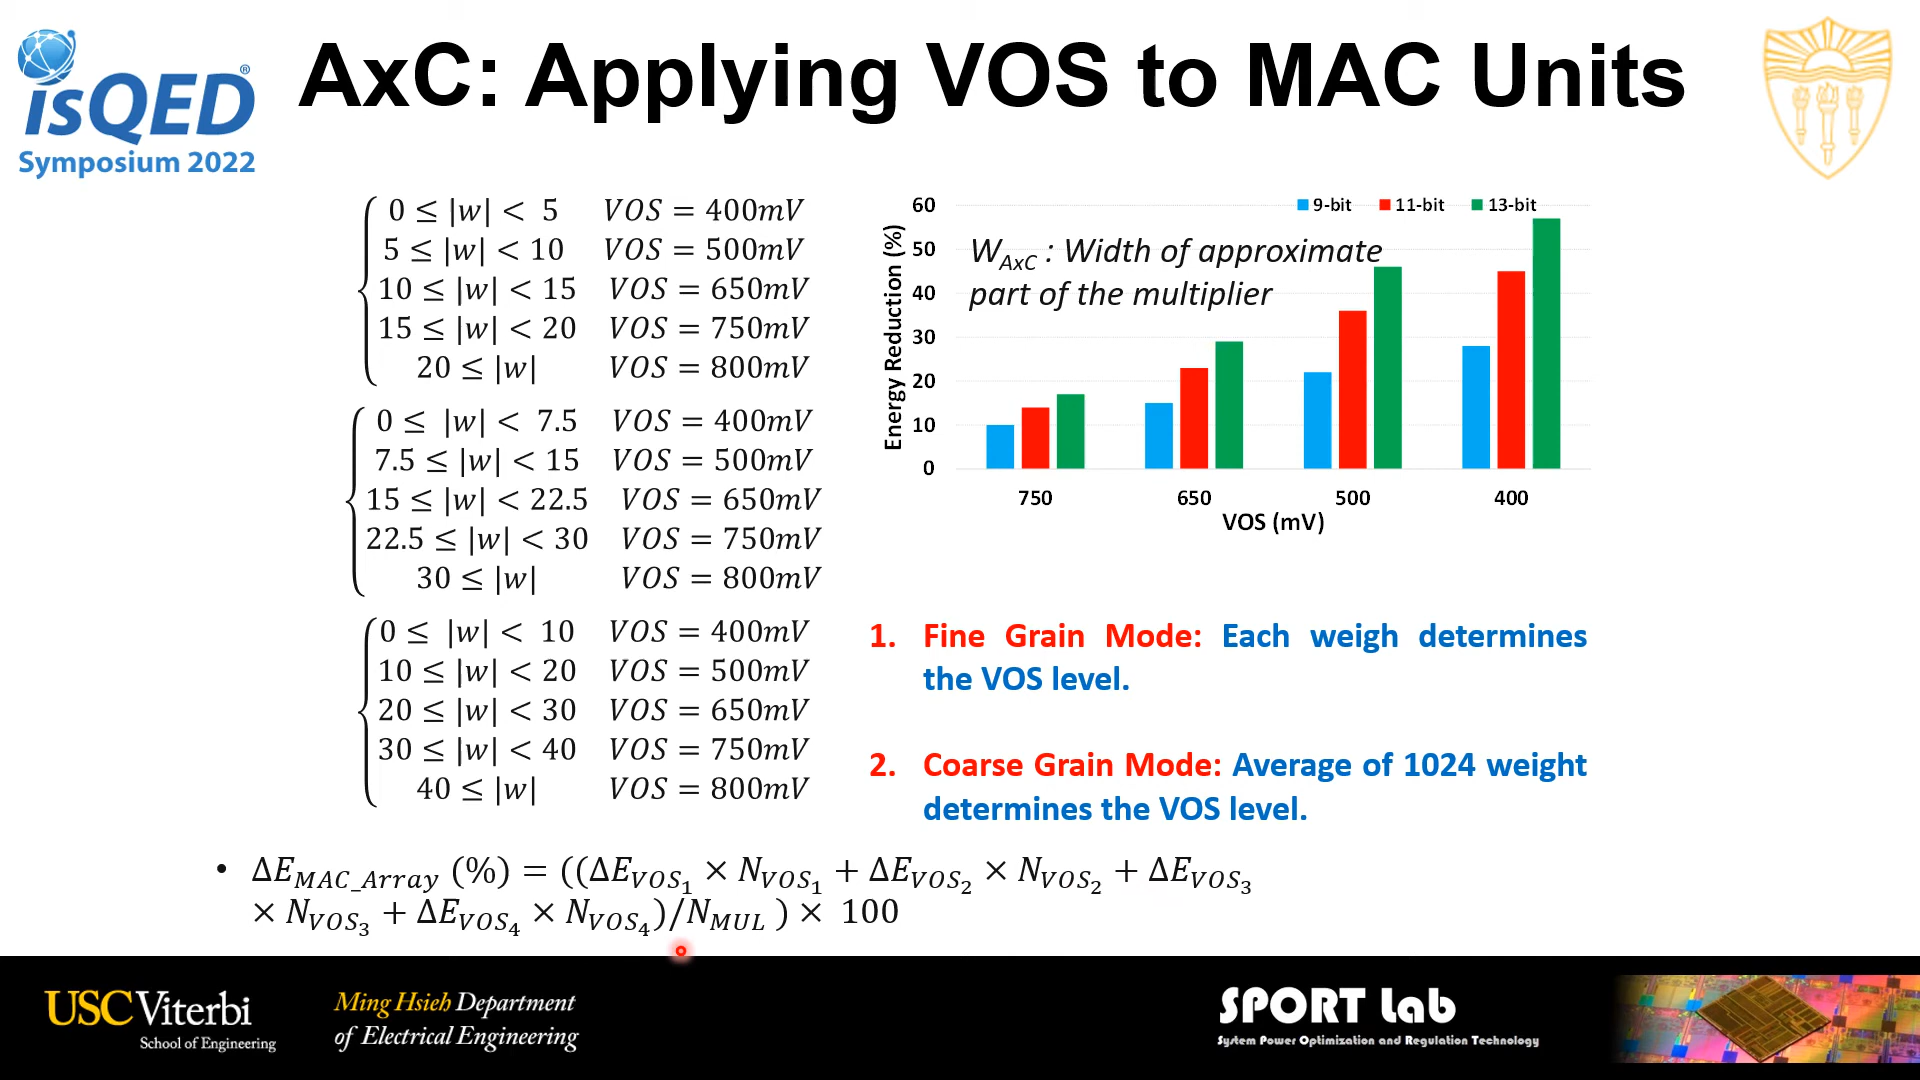 isQED®
Symposium 2022
AxC: Applying VOS to MAC Units
0 ≤ |w| < 5 VOS = 400mV
5 ≤ |w| < 10 VOS = 500mV
10 ≤ |w| < 15 VOS = 650mV
15 ≤ |w| < 20 VOS = 750mV
20 ≤ |w| VOS = 800mV
0 ≤ |w| < 7.5 VOS = 400mV
7.5 ≤ |w| < 15 VOS = 500mV
15 ≤ |w| < 22.5 VOS = 650mV
22.5 ≤ |w| < 30 VOS = 750mV
30 ≤ |w| VOS = 800mV
0 ≤ |w| < 10 VOS = 400mV
10 ≤ |w| < 20 VOS = 500mV
20 ≤ |w| < 30 VOS = 650mV
30 ≤ |w| < 40 VOS = 750mV
40 ≤ |w| VOS = 800mV
9-bit 11-bit 13-bit
W_AxC : Width of approximate
part of the multiplier
Energy Reduction (%)
60
50
40
30
20
10
0
750 650 500 400
VOS (mV)
1. Fine Grain Mode: Each weigh determines
the VOS level.
2. Coarse Grain Mode: Average of 1024 weight
determines the VOS level.
• ΔE_MAC_Array (%) = ((ΔE_VOS₁ × N_VOS₁ + ΔE_VOS₂ × N_VOS₂ + ΔE_VOS₃
× N_VOS₃ + ΔE_VOS₄ × N_VOS₄)/N_MUL ) × 100
USC Viterbi
School of Engineering
Ming Hsieh Department
of Electrical Engineering
SPORT Lab
System Power Optimization and Regulation Technology